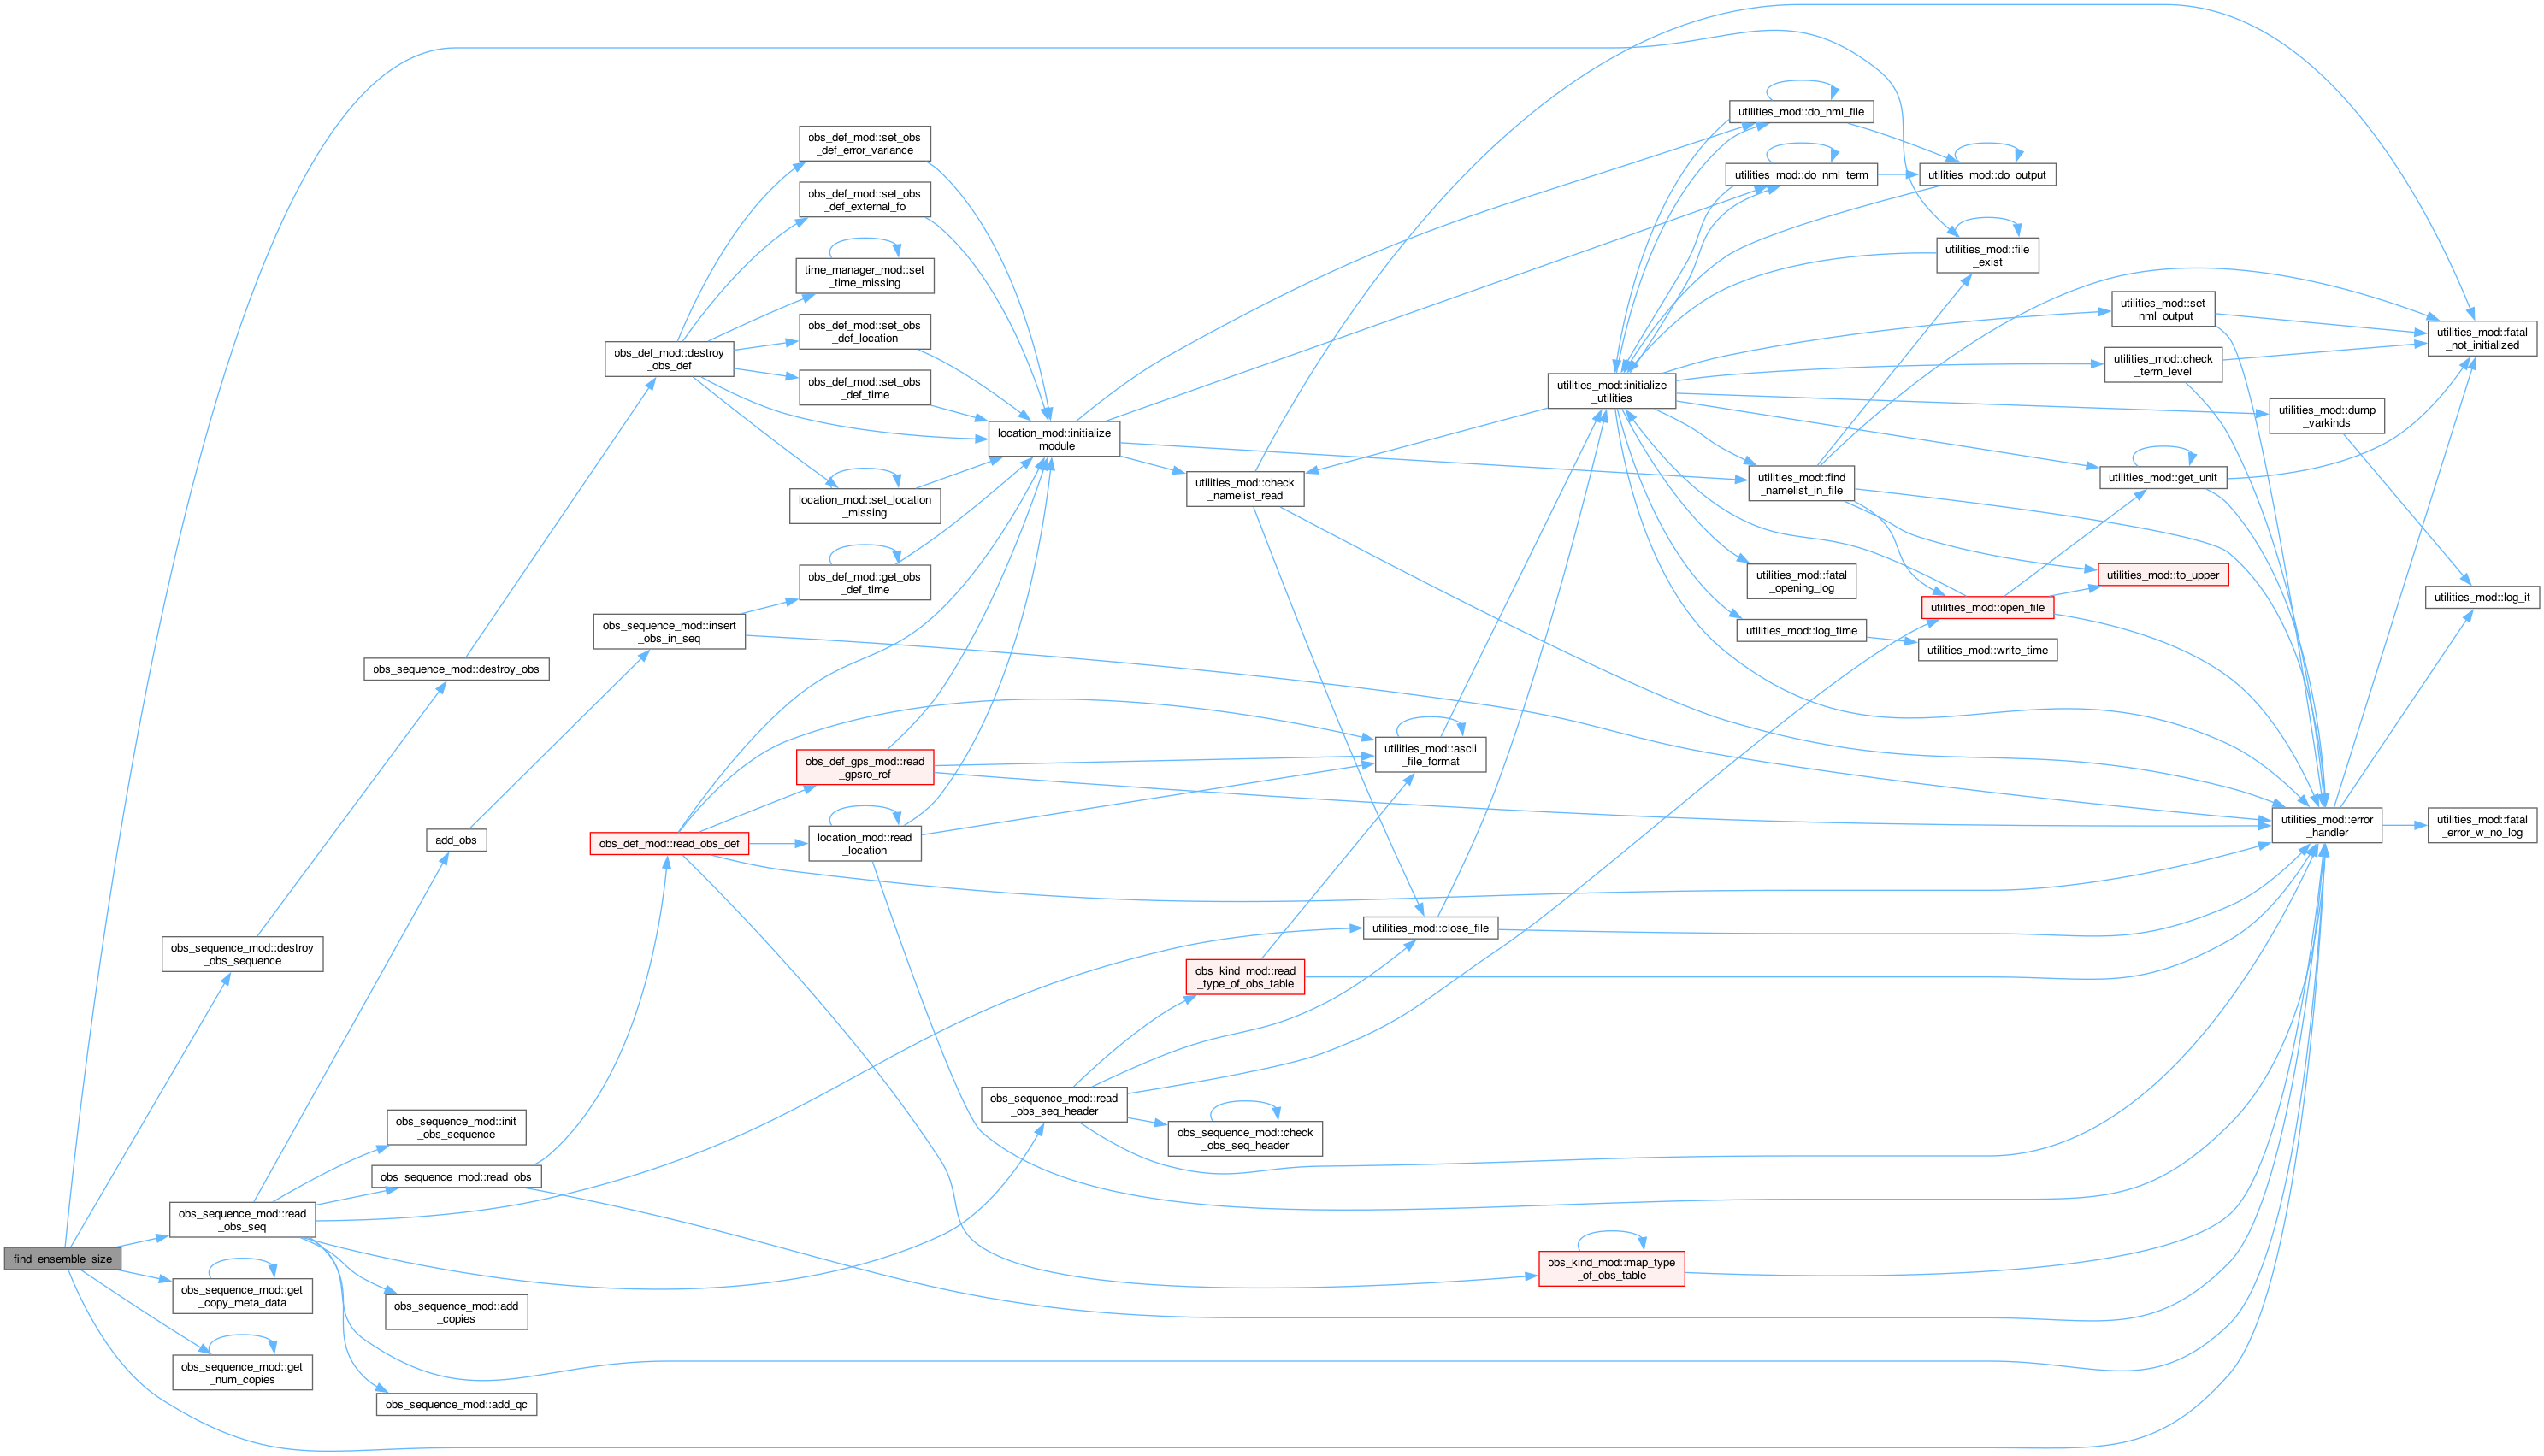 utilities_mod::do_nml_file
obs_def_mod::set_obs
_def_error_variance
utilities_mod::do_nml_term
utilities_mod::do_output
obs_def_mod::set_obs
_def_external_fo
time_manager_mod::set
_time_missing
utilities_mod::file
_exist
obs_def_mod::set_obs
_def_location
utilities_mod::set
_nml_output
utilities_mod::fatal
_not_initialized
obs_def_mod::destroy
_obs_def
obs_def_mod::set_obs
_def_time
utilities_mod::check
_term_level
utilities_mod::initialize
_utilities
utilities_mod::dump
_varkinds
location_mod::initialize
_module
utilities_mod::check
_namelist_read
utilities_mod::find
_namelist_in_file
utilities_mod::get_unit
location_mod::set_location
_missing
obs_def_mod::get_obs
_def_time
utilities_mod::fatal
_opening_log
utilities_mod::to_upper
utilities_mod::open_file
utilities_mod::log_it
obs_sequence_mod::insert
_obs_in_seq
utilities_mod::log_time
utilities_mod::write_time
obs_sequence_mod::destroy_obs
utilities_mod::ascii
_file_format
obs_def_gps_mod::read
_gpsro_ref
add_obs
obs_def_mod::read_obs_def
location_mod::read
_location
utilities_mod::error
_handler
utilities_mod::fatal
_error_w_no_log
obs_sequence_mod::destroy
_obs_sequence
utilities_mod::close_file
obs_kind_mod::read
_type_of_obs_table
obs_sequence_mod::read
_obs_seq_header
obs_sequence_mod::init
_obs_sequence
obs_sequence_mod::check
_obs_seq_header
obs_sequence_mod::read_obs
obs_sequence_mod::read
_obs_seq
find_ensemble_size
obs_kind_mod::map_type
_of_obs_table
obs_sequence_mod::get
_copy_meta_data
obs_sequence_mod::add
_copies
obs_sequence_mod::get
_num_copies
obs_sequence_mod::add_qc